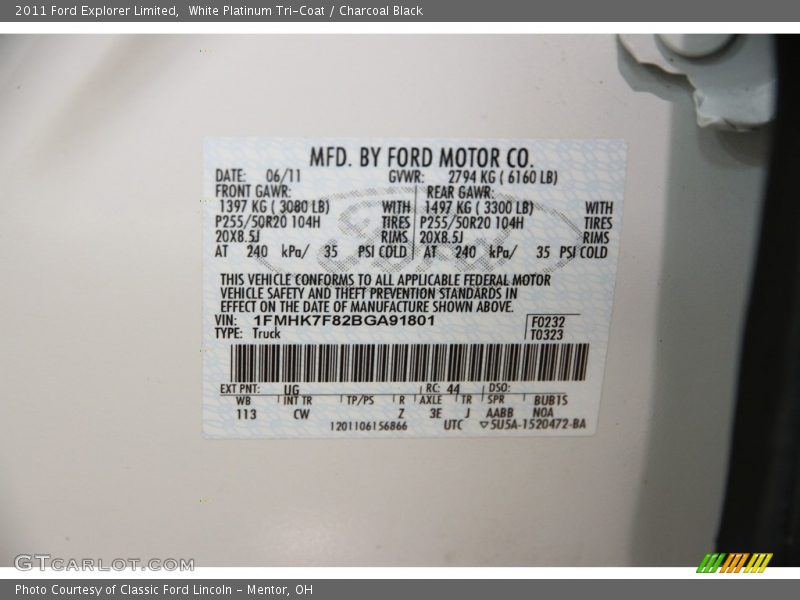 2011 Ford Explorer Limited,  White Platinum Tri-Coat / Charcoal Black
MFD. BY FORD MOTOR CO.
DATE: 06/11 GVWR: 2794 KG ( 6160 LB)
FRONT GAWR: REAR GAWR:
1397 KG ( 3080 LB) WITH 1497 KG ( 3300 LB) WITH
P255/50R20 104H TIRES P255/50R20 104H TIRES
20X8.5J RIMS 20X8.5J RIMS
AT 240 kPa/ 35 PSI COLD AT 240 kPa/ 35 PSI COLD
THIS VEHICLE CONFORMS TO ALL APPLICABLE FEDERAL MOTOR
VEHICLE SAFETY AND THEFT PREVENTION STANDARDS IN
EFFECT ON THE DATE OF MANUFACTURE SHOWN ABOVE.
VIN: 1FMHK7F82BGA91801 F0232
TYPE: Truck T0323
EXT PNT: UG RC: 44 DSO:
WB INT TR TP/PS R AXLE TR SPR BUB1S
113 CW Z 3E J AABB NOA
1201106156866 UTC ▽5U5A-1520472-BA
GTCARLOT.COM
Photo Courtesy of Classic Ford Lincoln - Mentor, OH